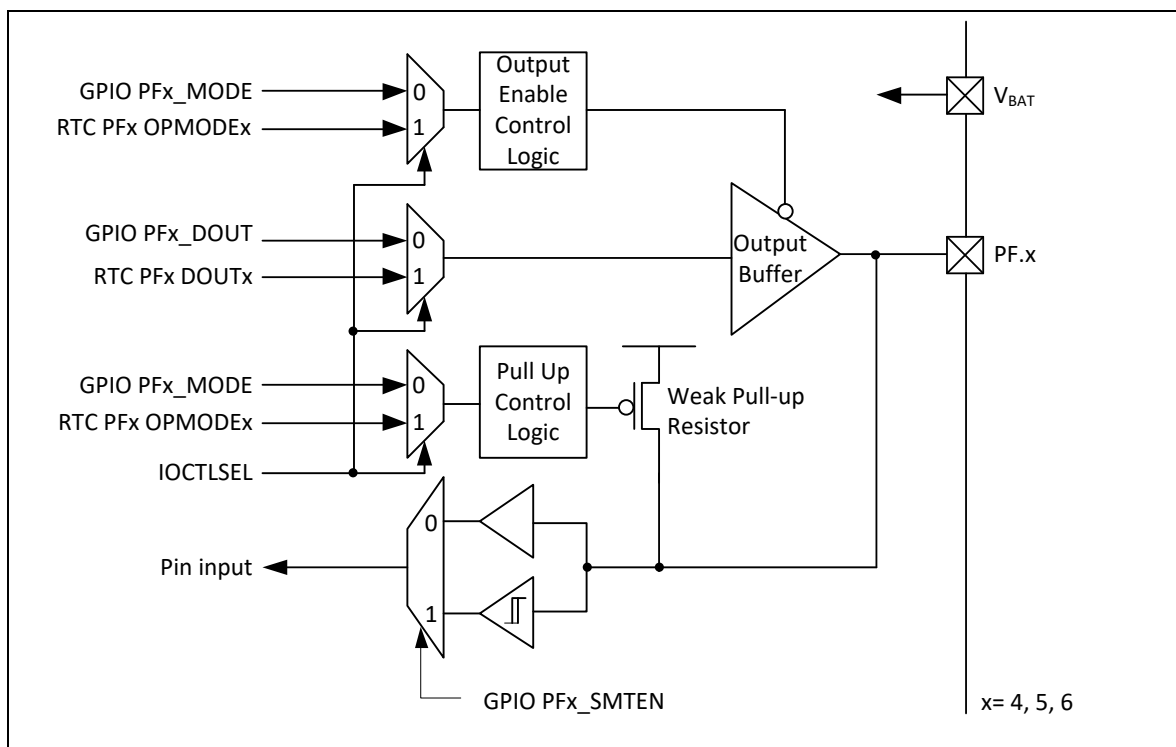 GPIO PFx_MODE
RTC PFx OPMODEx
0
1
Output
Enable
Control
Logic
VBAT
GPIO PFx_DOUT
RTC PFx DOUTx
0
1
Output
Buffer
PF.x
GPIO PFx_MODE
RTC PFx OPMODEx
0
1
Pull Up
Control
Logic
Weak Pull-up
Resistor
IOCTLSEL
0
Pin input
1
GPIO PFx_SMTEN
x= 4, 5, 6